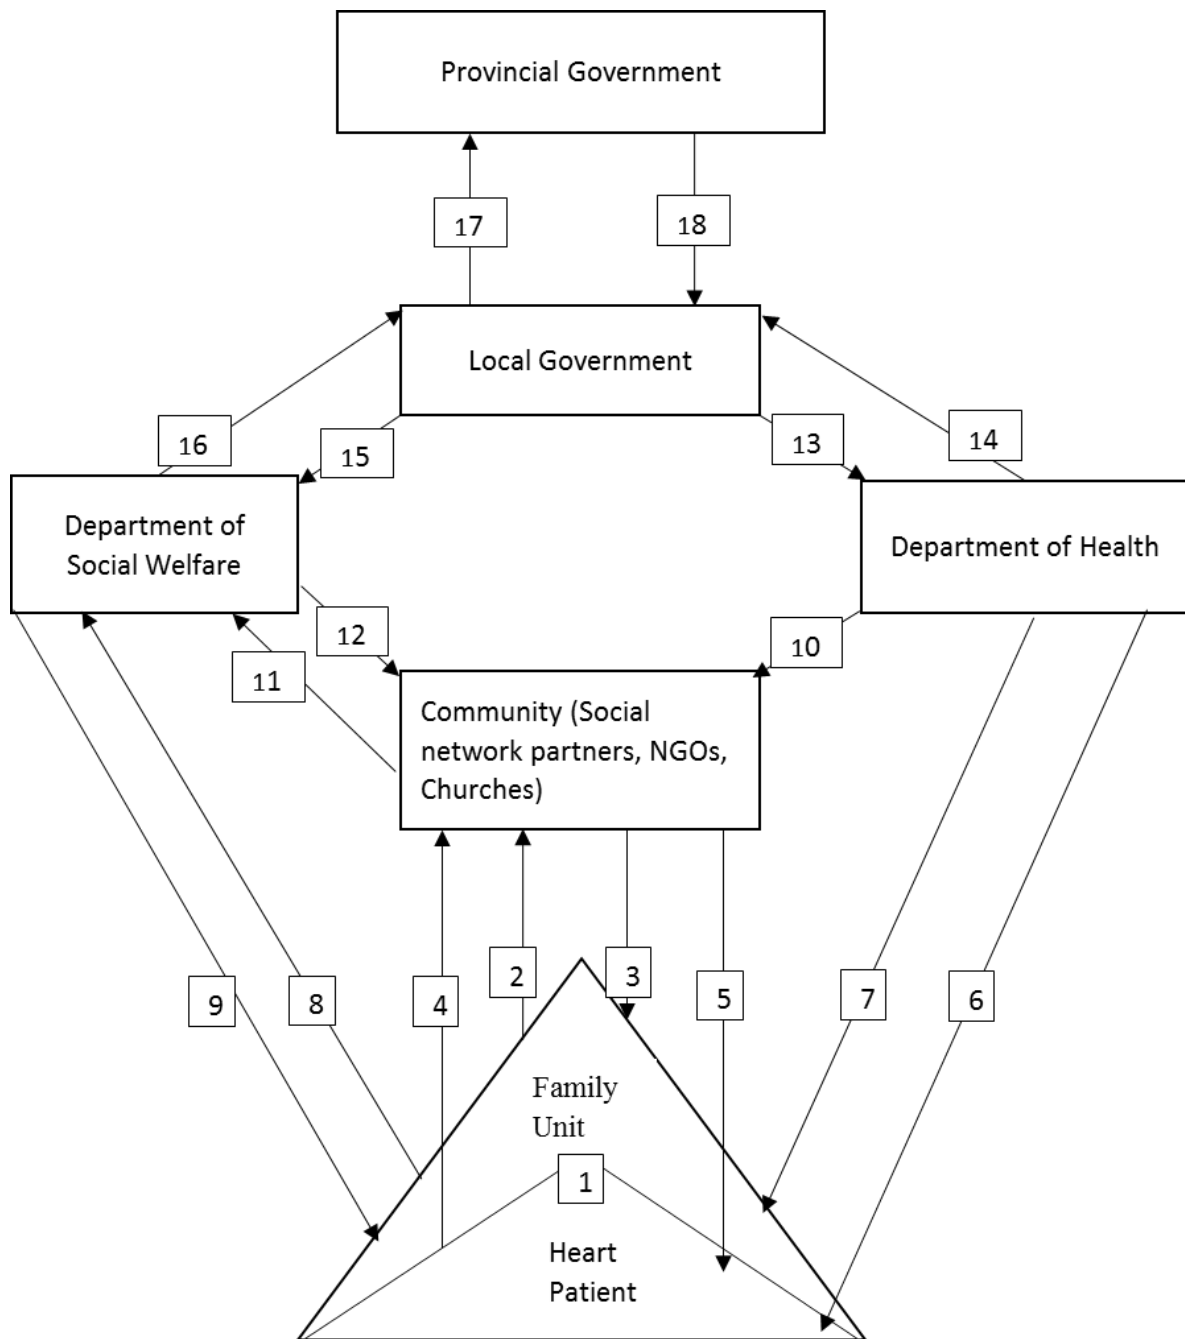 Provincial Government
17
18
Local Government
16
15
13
14
Department of
Social Welfare
Department of Health
12
10
11
Community (Social
network partners, NGOs,
Churches)
2
3
9
8
4
5
7
6
Family
Unit
1
Heart
Patient